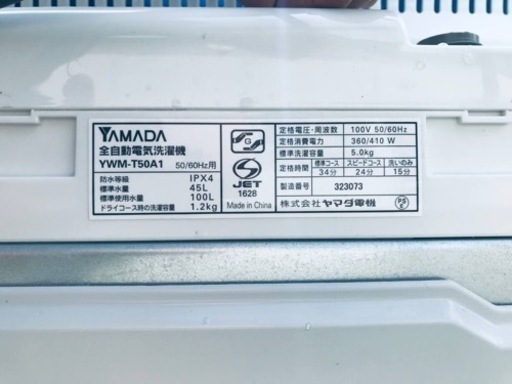 YAMADA
全自動電気洗濯機
YWM-T50A1 50/60Hz用
防水等級 IPX4
標準水量 45L
標準使用水量 100L
ドライコース時の洗濯容量 1.2kg
G
JET
1628
Made in China
定格電圧・周波数 100V 50/60Hz
定格消費電力 360/410 W
標準洗濯容量 5.0kg
定格時間 標準コース スピードコース 洗いのみ
34分 24分 15分
製造番号 323073
株式会社 ヤマダ電機
PSE